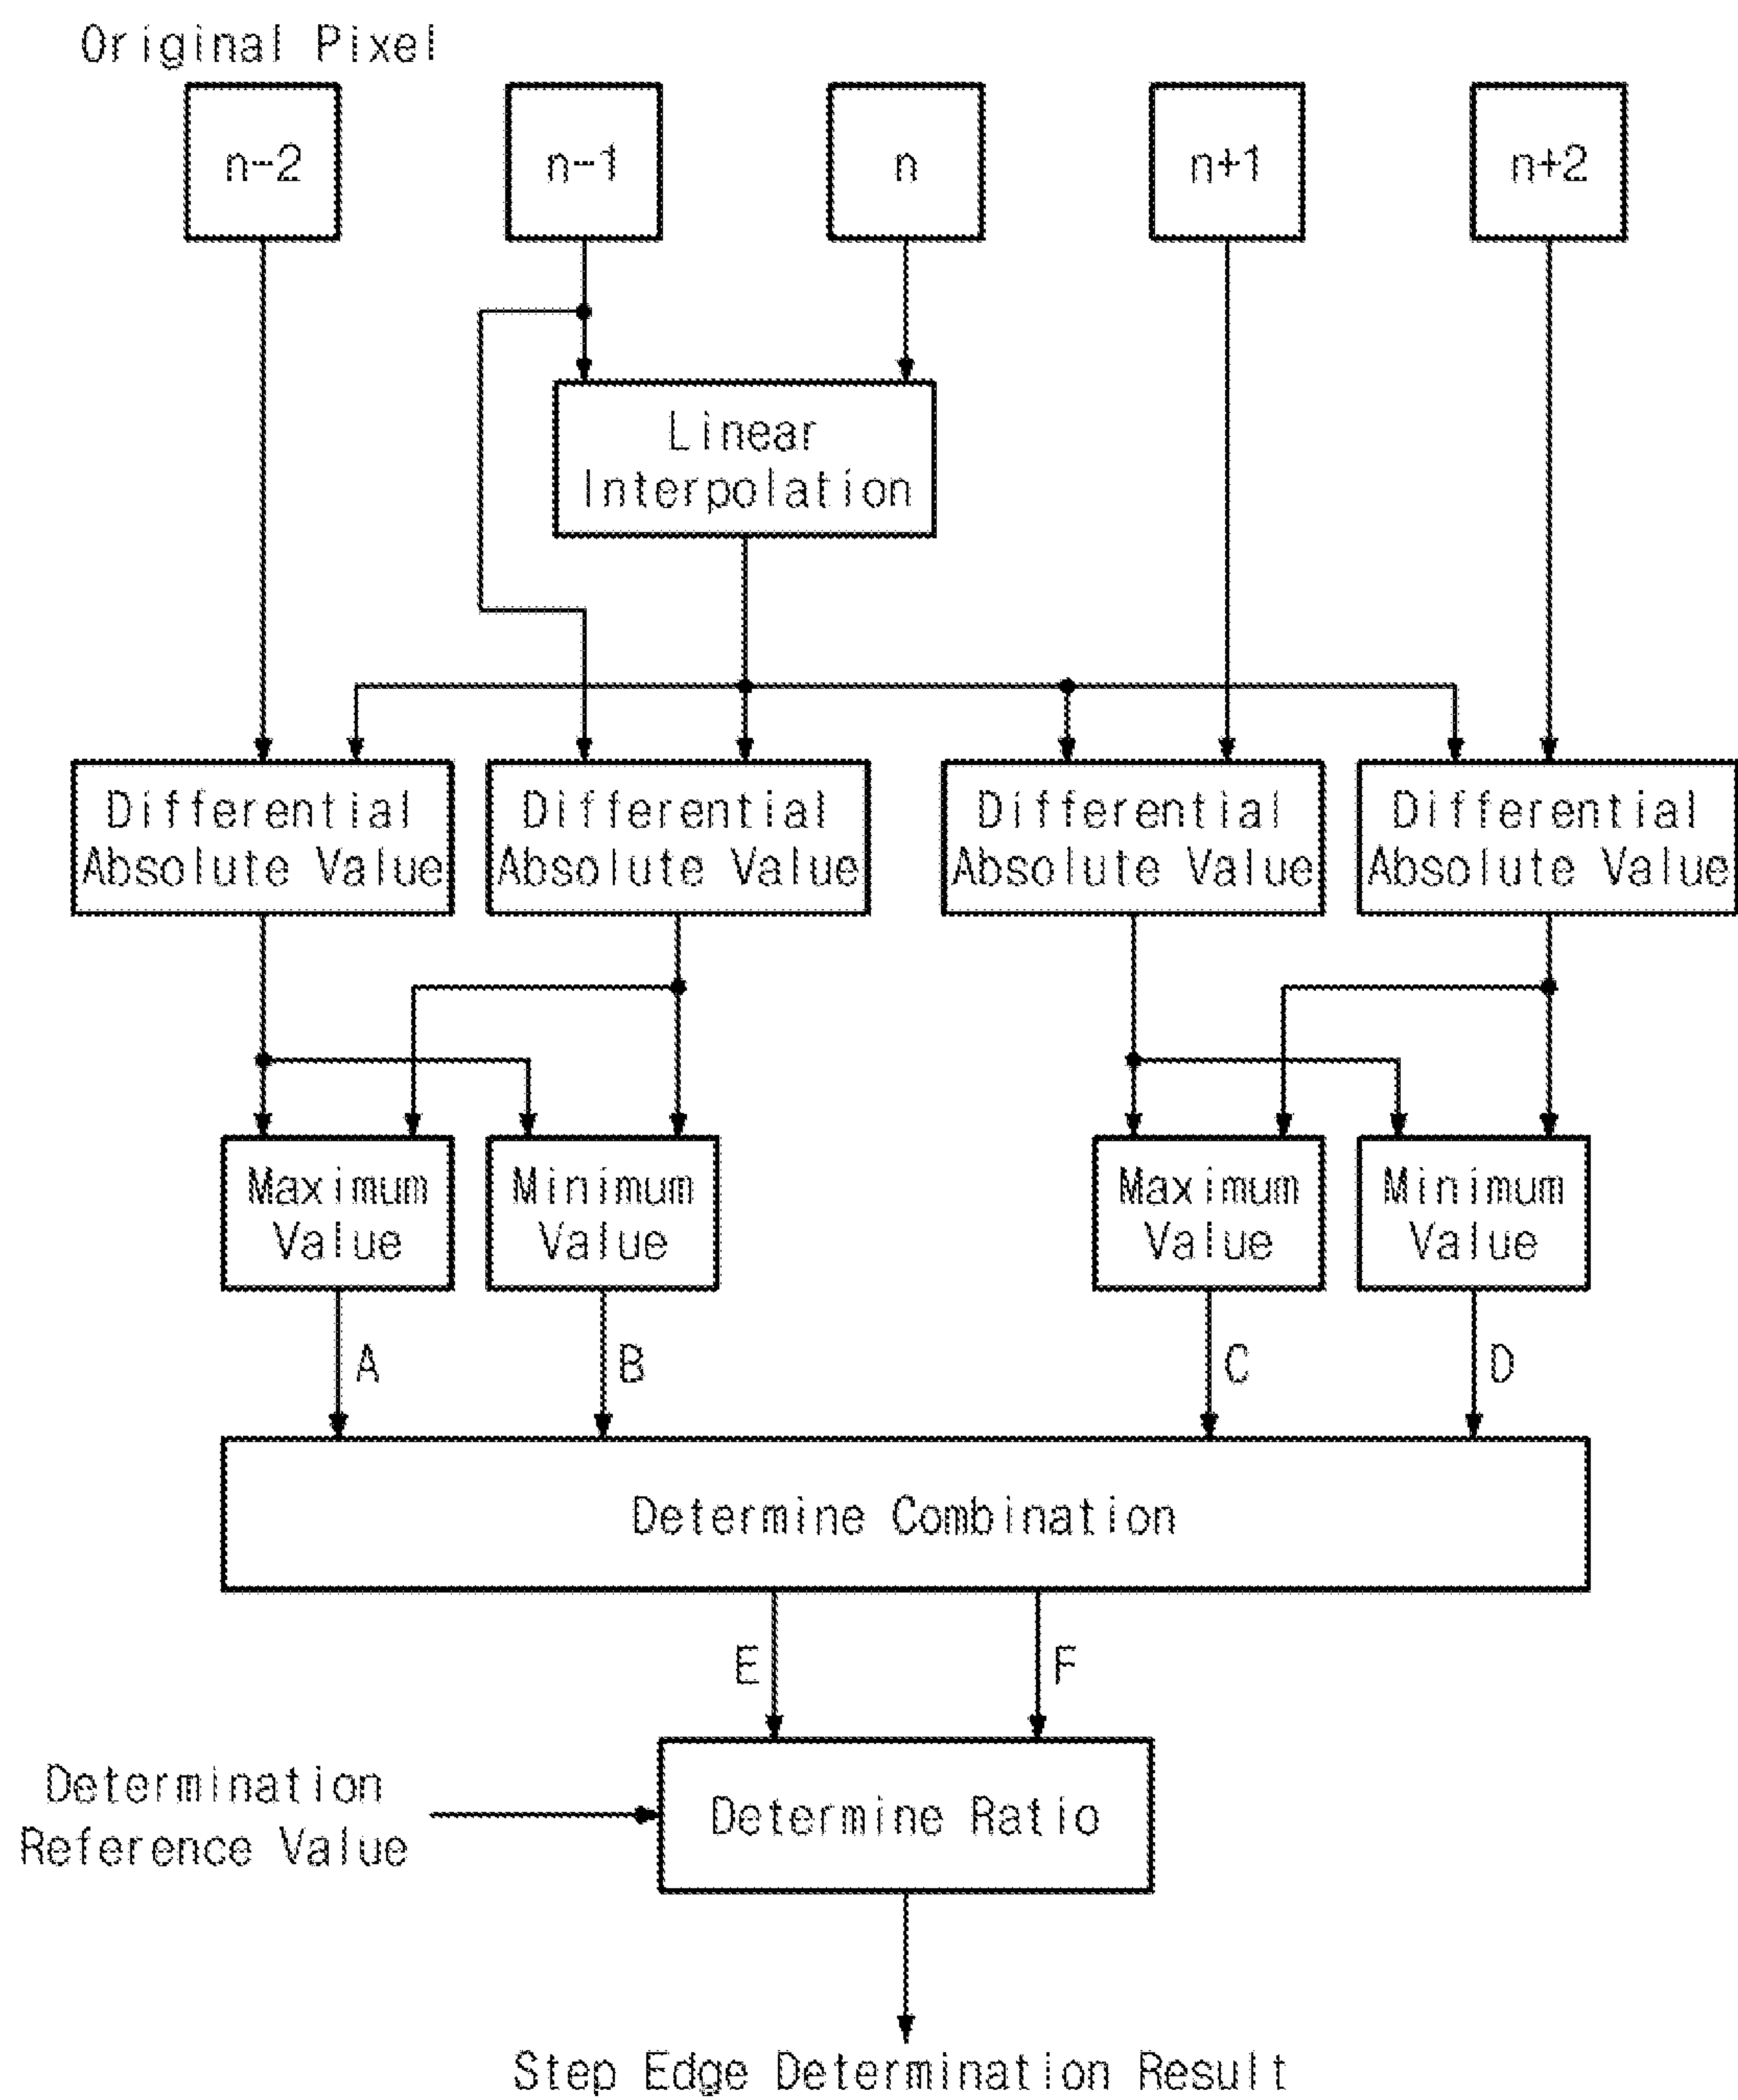 Original Pixel
n-2
n-1
n
n+1
n+2
Linear
Interpolation
Differential
Absolute Value
Differential
Absolute Value
Differential
Absolute Value
Differential
Absolute Value
Maximum
Value
Minimum
Value
Maximum
Value
Minimum
Value
A
B
C
D
Determine Combination
E
F
Determination
Reference Value
Determine Ratio
Step Edge Determination Result